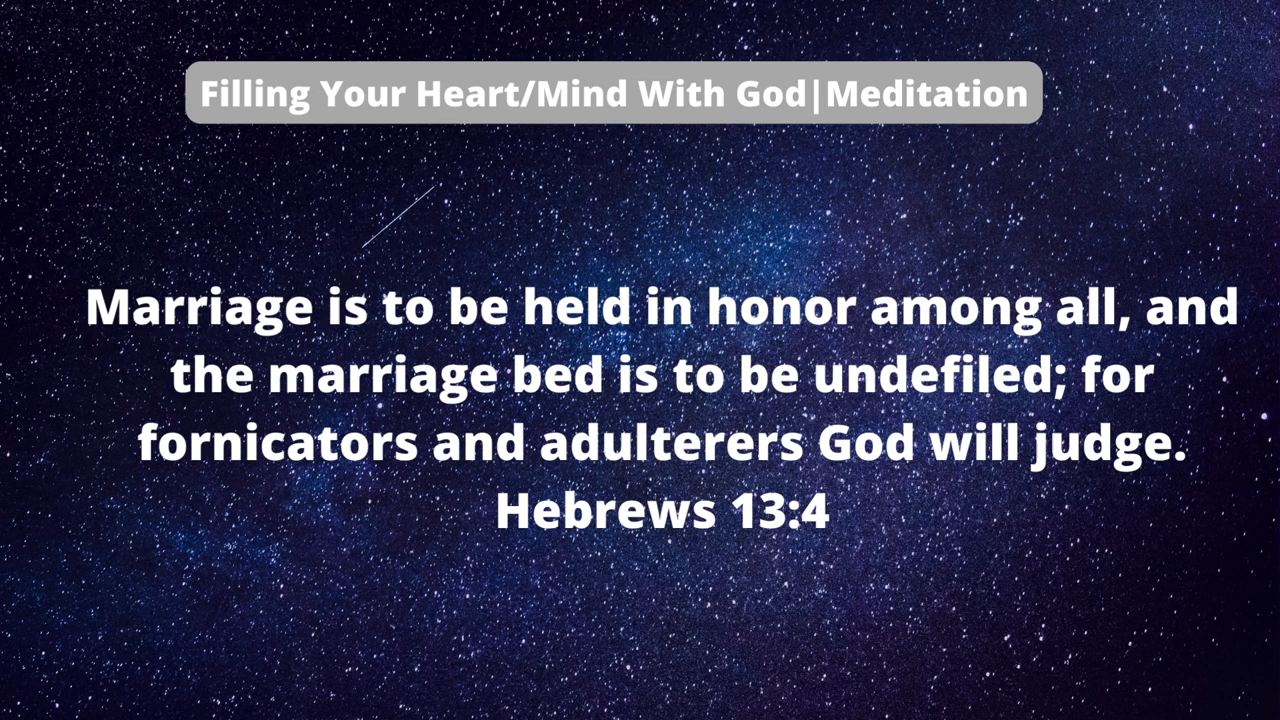 Filling Your Heart/Mind With God|Meditation
Marriage is to be held in honor among all, and
the marriage bed is to be undefiled; for
fornicators and adulterers God will judge.
Hebrews 13:4